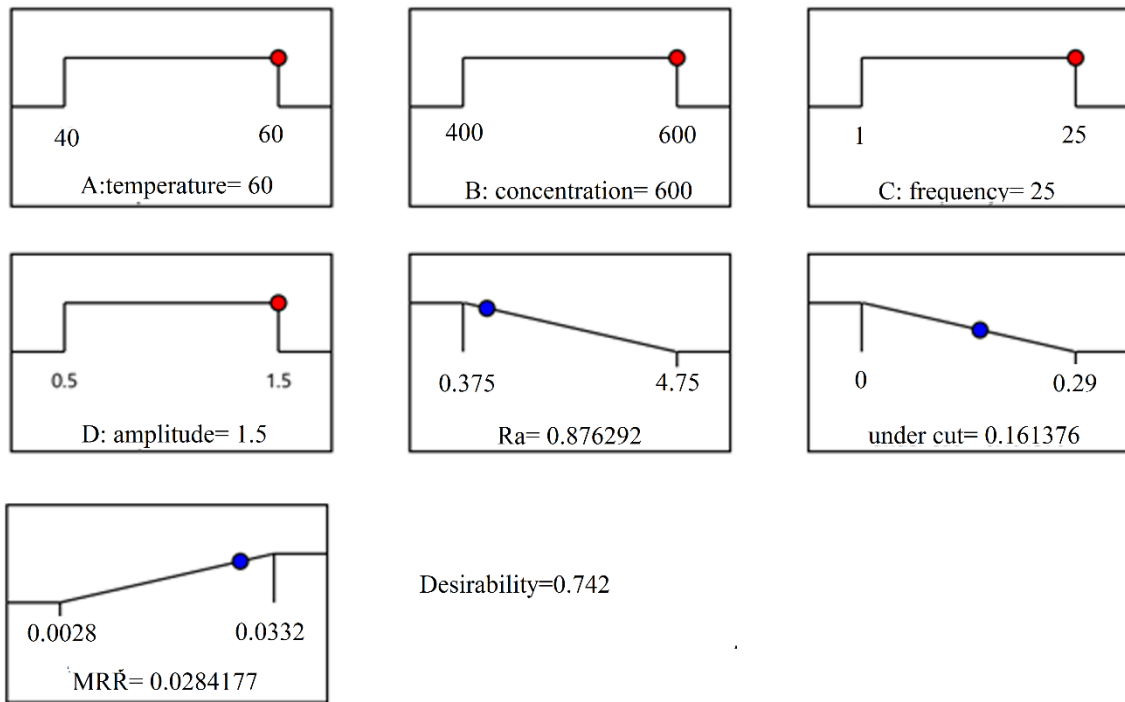 40 60
A:temperature= 60
400 600
B: concentration= 600
1 25
C: frequency= 25
0.5 1.5
D: amplitude= 1.5
0.375 4.75
Ra= 0.876292
0 0.29
under cut= 0.161376
0.0028 0.0332
MRR= 0.0284177
Desirability=0.742